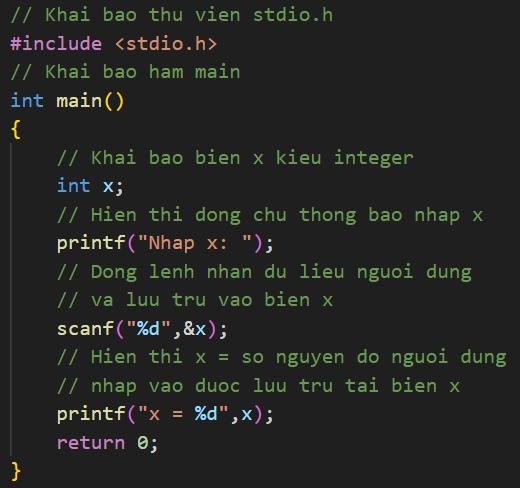 // Khai bao thu vien stdio.h
#include <stdio.h>
// Khai bao ham main
int main()
{
    // Khai bao bien x kieu integer
    int x;
    // Hien thi dong chu thong bao nhap x
    printf("Nhap x: ");
    // Dong lenh nhan du lieu nguoi dung
    // va luu tru vao bien x
    scanf("%d",&x);
    // Hien thi x = so nguyen do nguoi dung
    // nhap vao duoc luu tru tai bien x
    printf("x = %d",x);
    return 0;
}